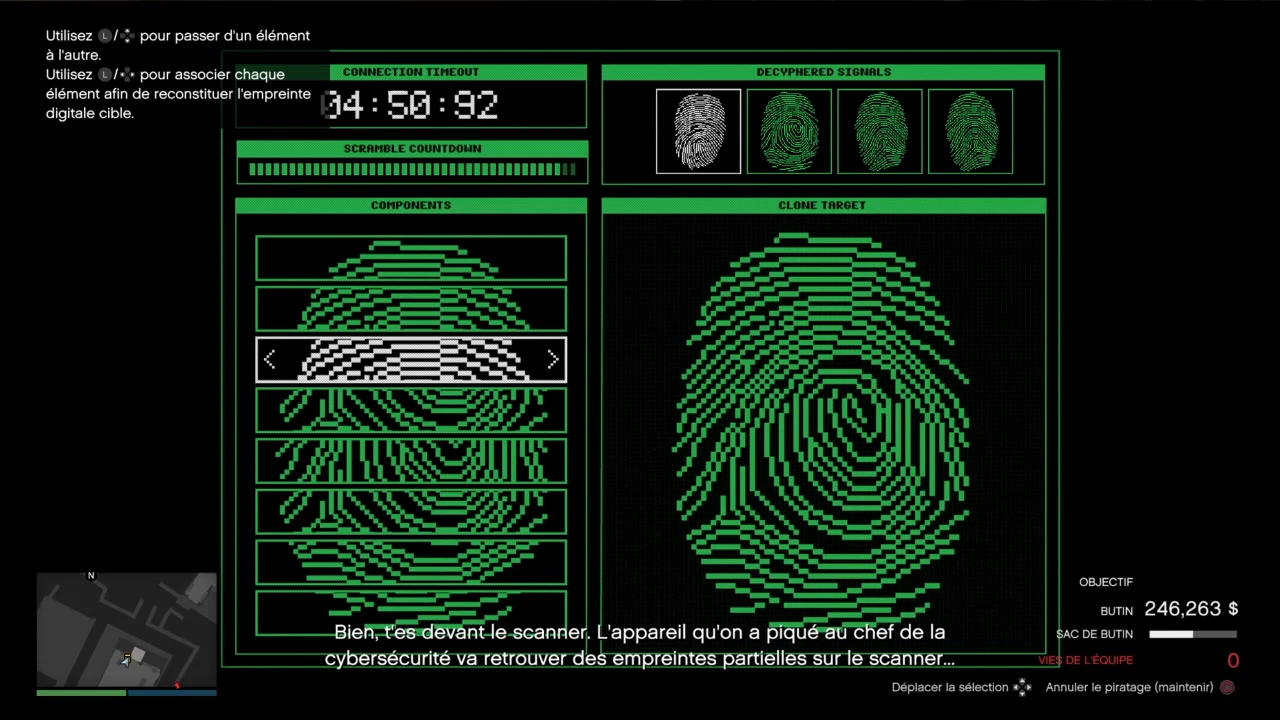 Utilisez L/ pour passer d'un élément
à l'autre.
Utilisez L/ pour associer chaque
élément afin de reconstituer l'empreinte
digitale cible.
CONNECTION TIMEOUT
04:50:92
SCRAMBLE COUNTDOWN
DECYPHERED SIGNALS
COMPONENTS
CLONE TARGET
N
Bien, t'es devant le scanner. L'appareil qu'on a piqué au chef de la
cybersécurité va retrouver des empreintes partielles sur le scanner...
OBJECTIF
BUTIN 246,263 $
SAC DE BUTIN
VIES DE L'ÉQUIPE 0
Déplacer la sélection Annuler le piratage (maintenir)